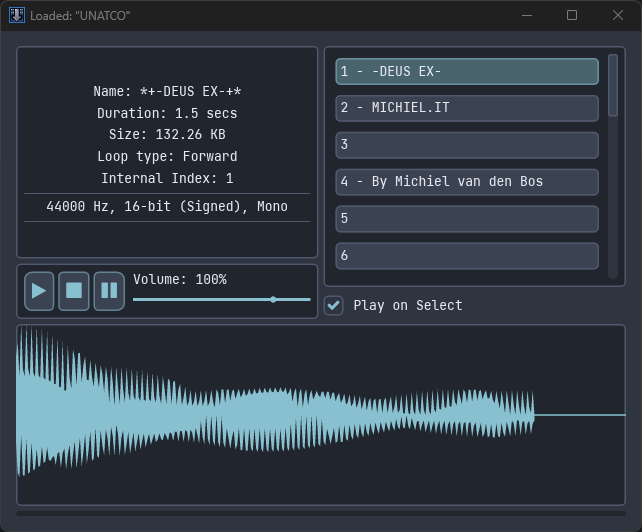 Loaded: "UNATCO"
Name: *+-DEUS EX-+*
Duration: 1.5 secs
Size: 132.26 KB
Loop type: Forward
Internal Index: 1
44000 Hz, 16-bit (Signed), Mono
Volume: 100%
1 - -DEUS EX-
2 - MICHIEL.IT
3
4 - By Michiel van den Bos
5
6
Play on Select